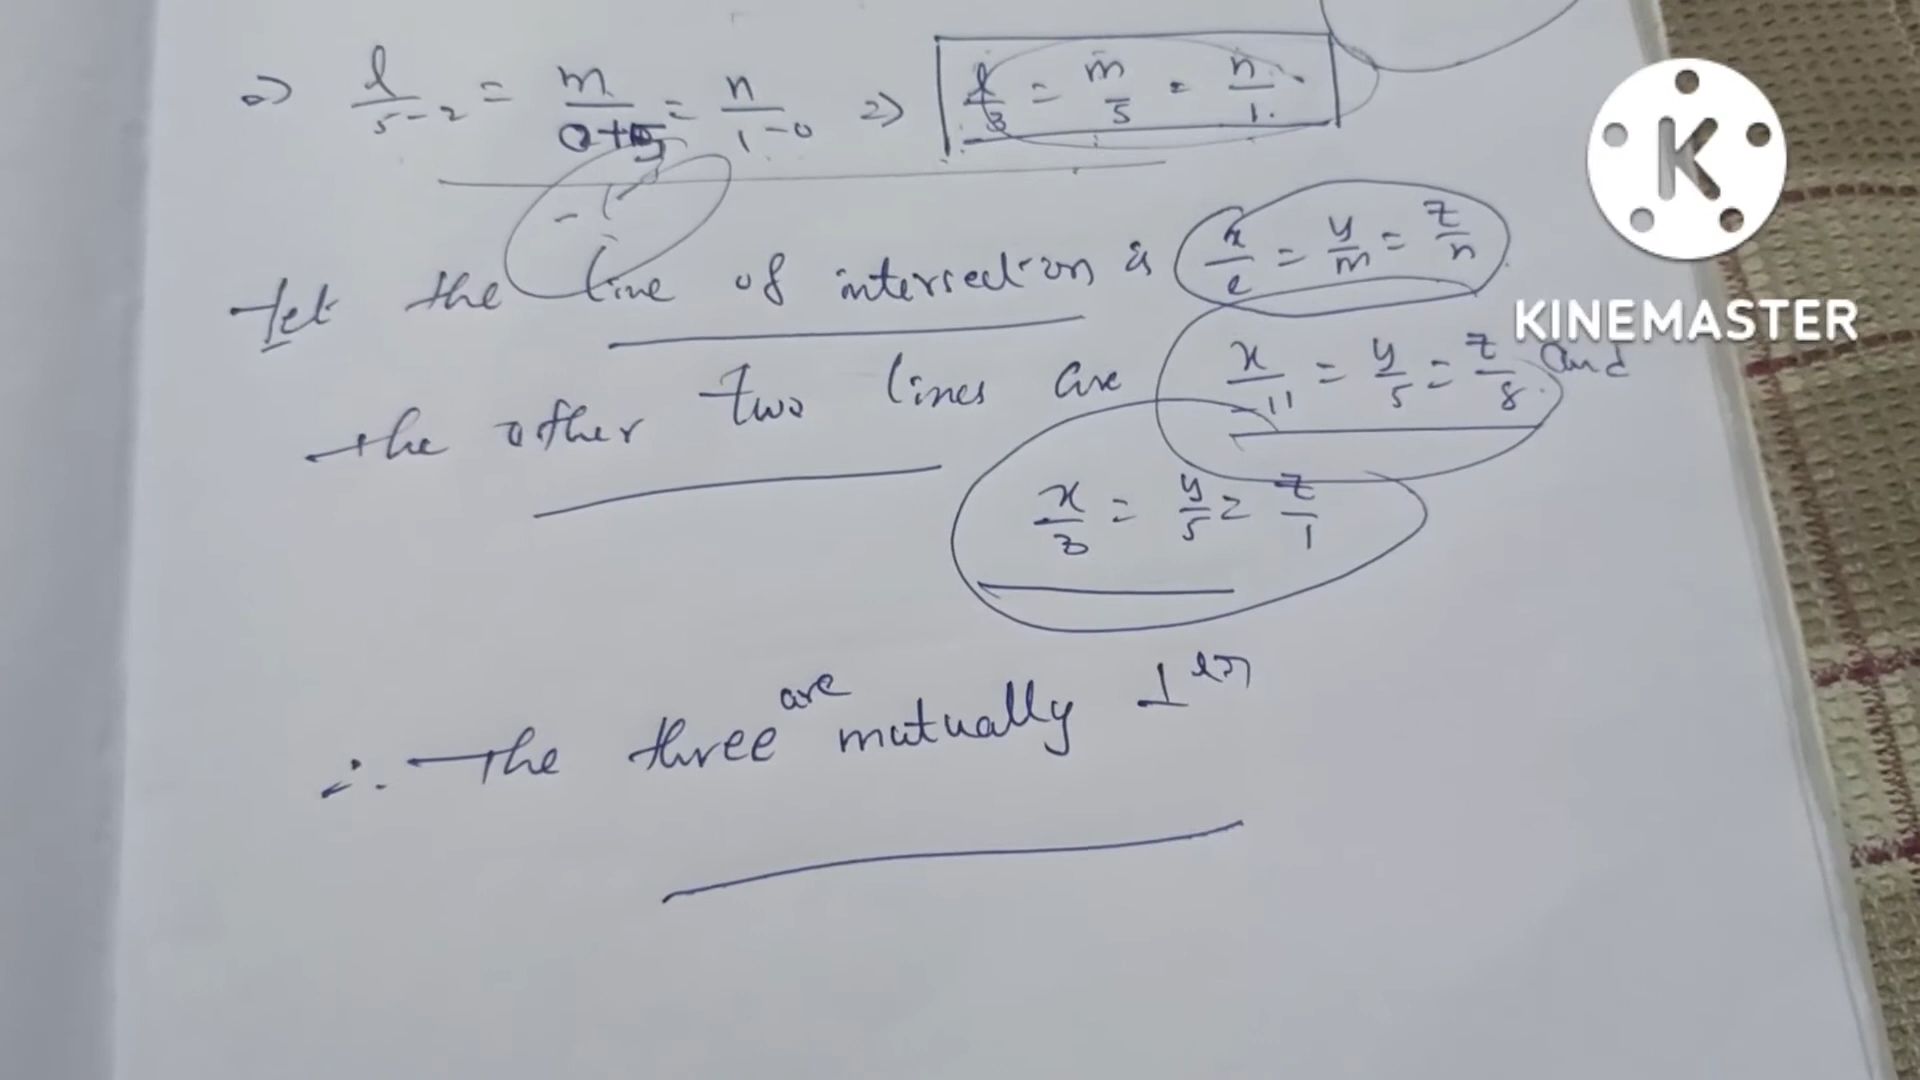 ⇒ l/5-2 = m/0+5 = n/1-0 ⇒ l/3 = m/5 = n/1
Let the line of intersection is x/l = y/m = z/n
the other two lines are x/-11 = y/5 = z/8 and
x/3 = y/5 = z/1
∴ The three are mutually ⊥ler
KINEMASTER